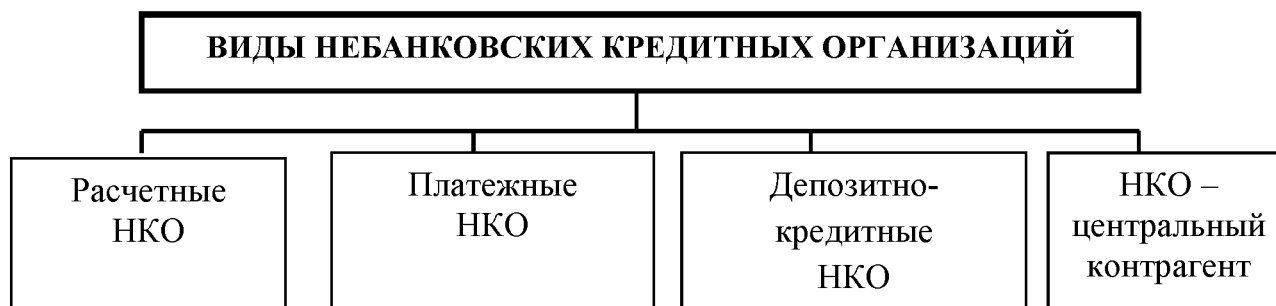 ВИДЫ НЕБАНКОВСКИХ КРЕДИТНЫХ ОРГАНИЗАЦИЙ
Расчетные
НКО
Платежные
НКО
Депозитно-
кредитные
НКО
НКО –
центральный
контрагент